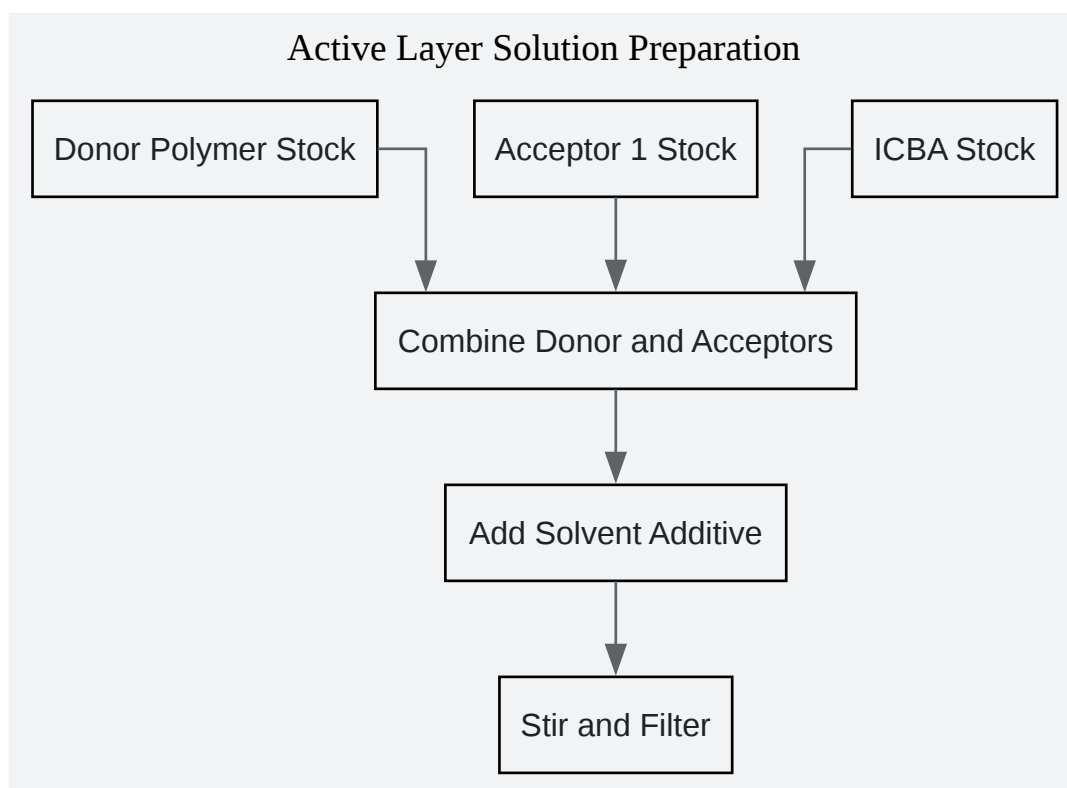 Active Layer Solution Preparation
Donor Polymer Stock
Acceptor 1 Stock
ICBA Stock
Combine Donor and Acceptors
Add Solvent Additive
Stir and Filter